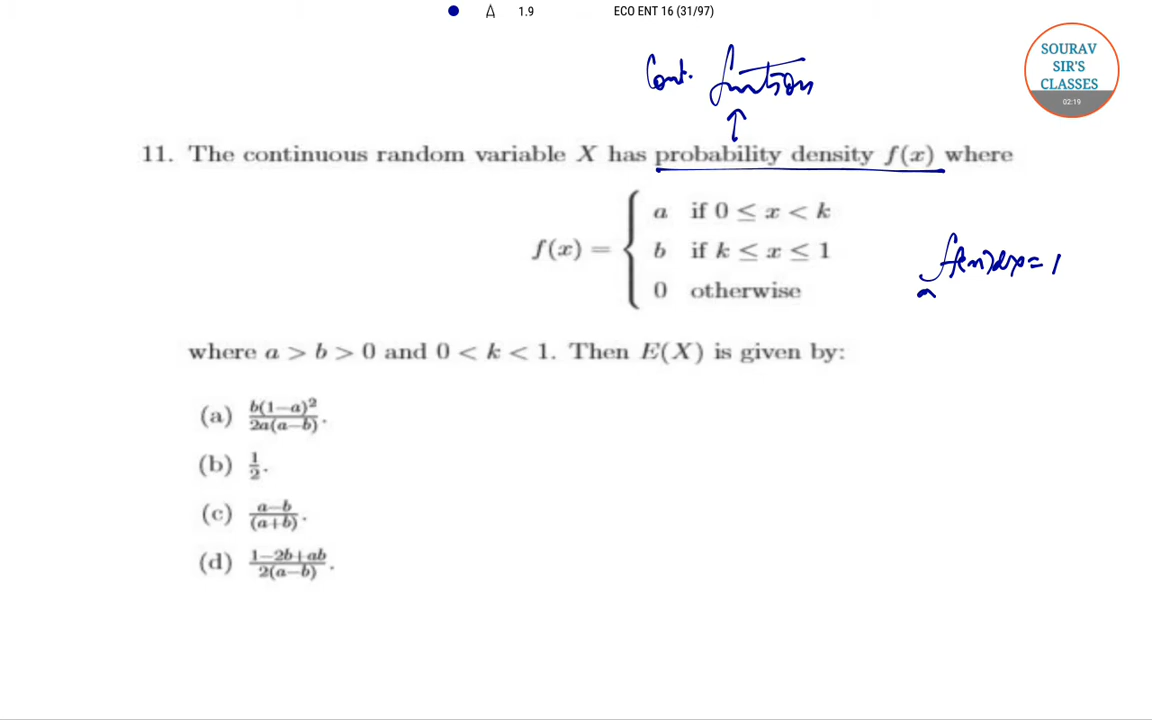 1.9 ECO ENT 16 (31/97)
SOURAV
SIR'S
CLASSES
02:19
Cont. function
11. The continuous random variable X has probability density f(x) where
f(x) = { a if 0 ≤ x < k
b if k ≤ x ≤ 1
0 otherwise
∫f(x)dx = 1
where a > b > 0 and 0 < k < 1. Then E(X) is given by:
(a) b(1−a)²/2a(a−b).
(b) 1/2.
(c) a−b/(a+b).
(d) 1−2b+ab/2(a−b).